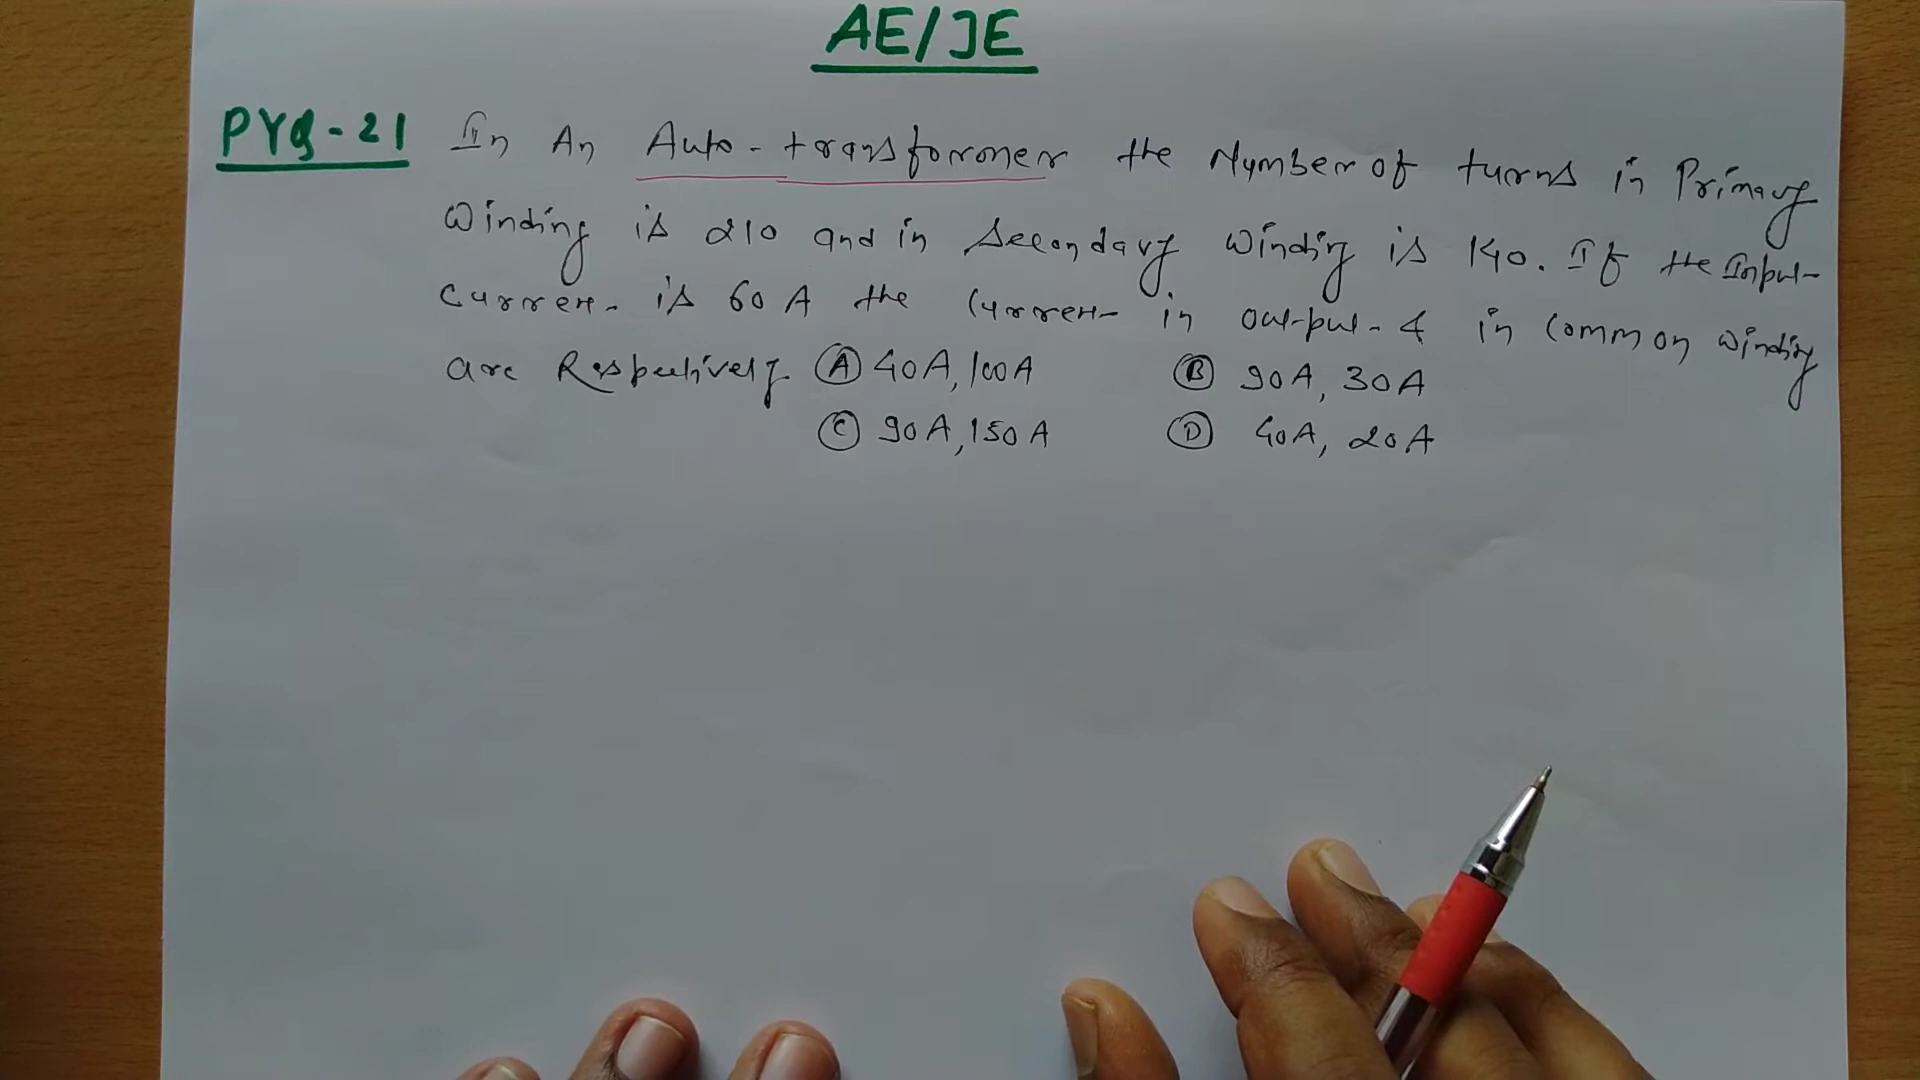 AE/JE
PYQ-21 In An Auto-transformer the Number of turns in Primary
Winding is 210 and in Secondary Winding is 140. If the Input
Current is 60 A the Current in output & in Common Winding
are Respectively (A) 40A, 100A (B) 90A, 30A
(C) 90A, 150A (D) 40A, 20A